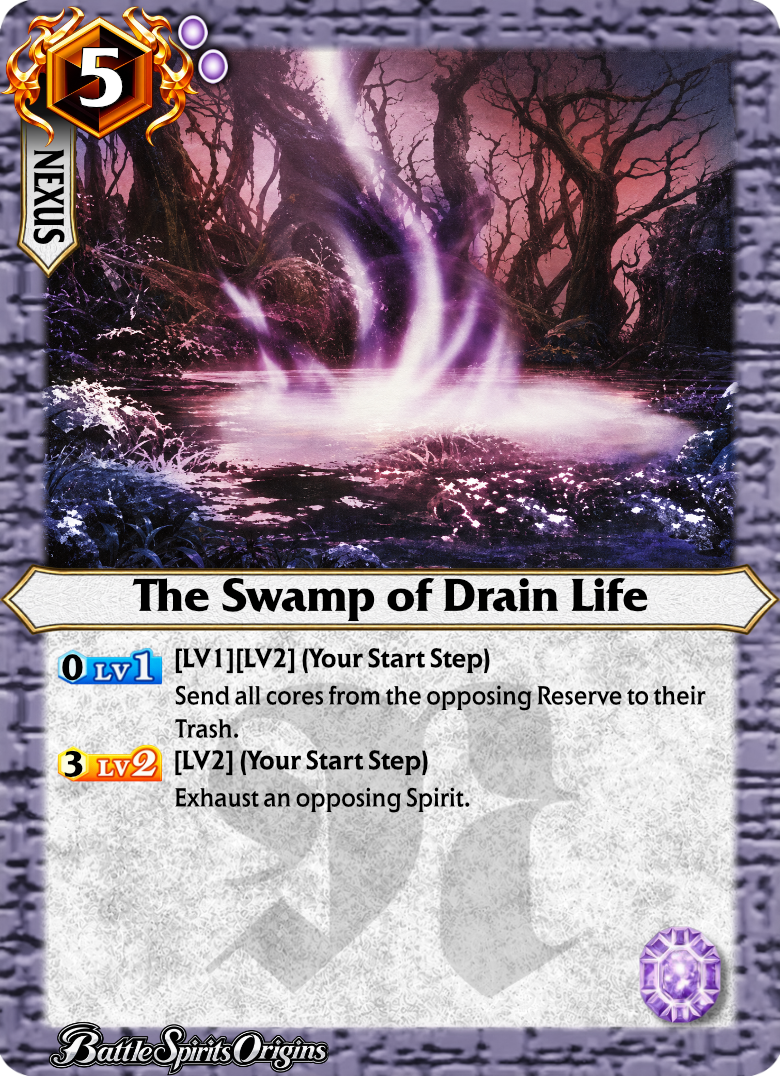 5
NEXUS
The Swamp of Drain Life
0 LV1 [LV1][LV2] (Your Start Step)
Send all cores from the opposing Reserve to their
Trash.
3 LV2 [LV2] (Your Start Step)
Exhaust an opposing Spirit.
Battle Spirits Origins